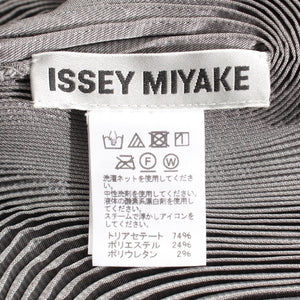 ISSEY MIYAKE
F W
洗濯ネットを使用してくださ
い。
中性洗剤を使用してください。
液体の酸素系漂白剤を使用して
ください。
スチームで浮かしアイロンを
してください。
トリアセテート 74%
ポリエステル 24%
ポリウレタン 2%